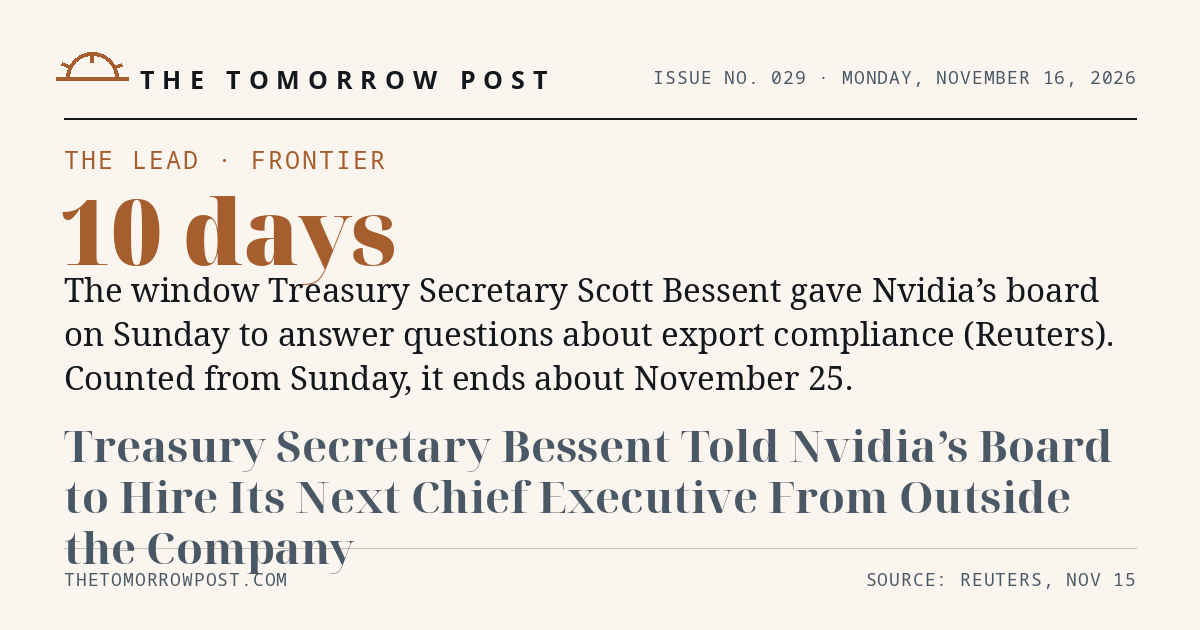 THE TOMORROW POST
ISSUE NO. 029 · MONDAY, NOVEMBER 16, 2026
THE LEAD · FRONTIER
10 days
The window Treasury Secretary Scott Bessent gave Nvidia’s board
on Sunday to answer questions about export compliance (Reuters).
Counted from Sunday, it ends about November 25.
Treasury Secretary Bessent Told Nvidia’s Board
to Hire Its Next Chief Executive From Outside
the Company
THETOMORROWPOST.COM
SOURCE: REUTERS, NOV 15